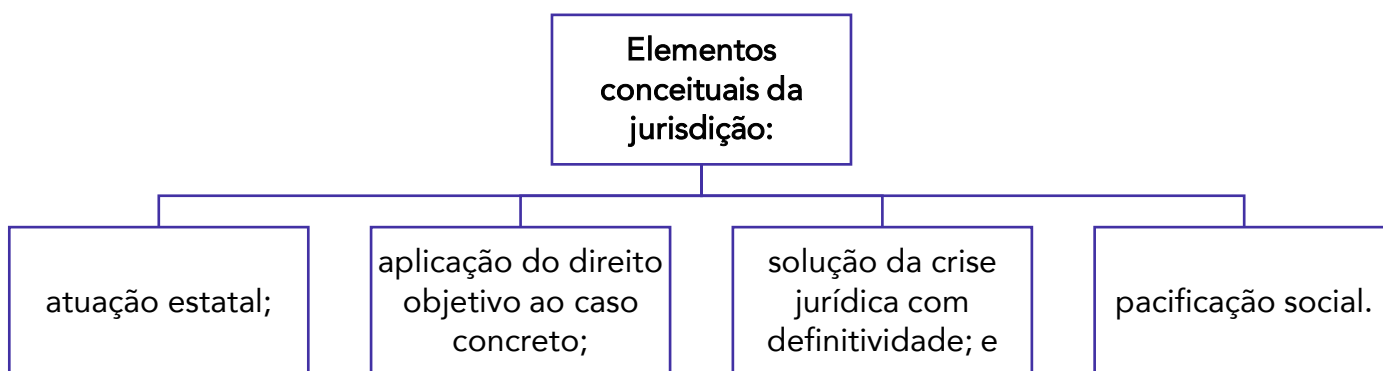 Elementos
conceituais da
jurisdição:
atuação estatal;
aplicação do direito
objetivo ao caso
concreto;
solução da crise
jurídica com
definitividade; e
pacificação social.